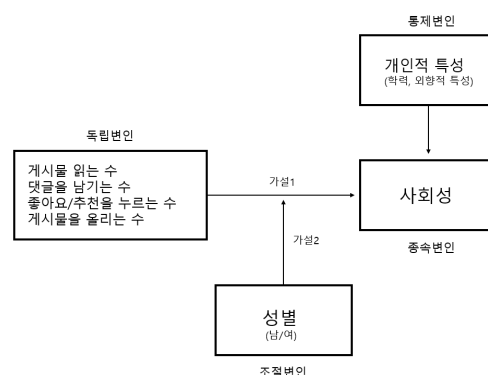 통제변인
개인적 특성
(학력, 외향적 특성)
독립변인
게시물 읽는 수
댓글을 남기는 수
좋아요/추천을 누르는 수
게시물을 올리는 수
가설1
사회성
종속변인
가설2
성별
(남/여)
조절변인